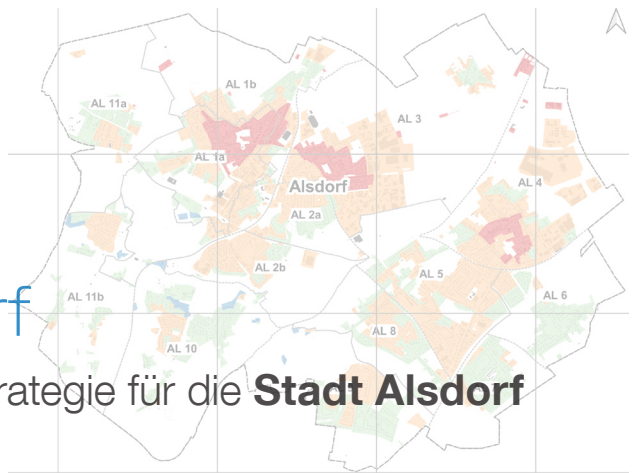 AL 1b
AL 11a
AL 3
AL 1a
AL 4
Alsdorf
AL 2a
AL 2b
AL 5
AL 11b
AL 6
rf
AL 8
AL 10
rategie für die Stadt Alsdorf